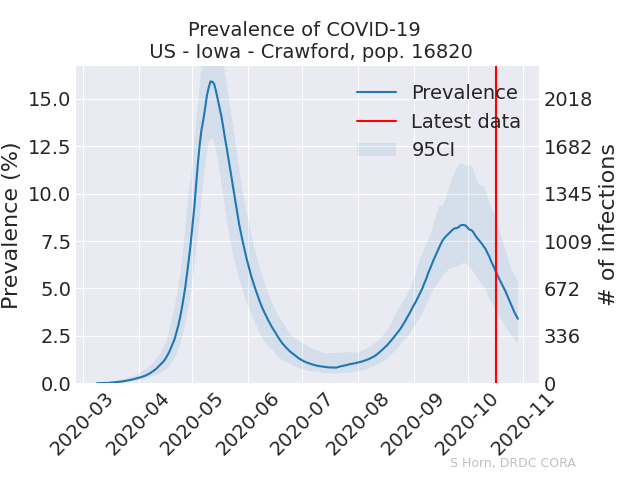 Prevalence of COVID-19
US - Iowa - Crawford, pop. 16820
Prevalence
Latest data
95CI
15.0
12.5
10.0
7.5
5.0
2.5
0.0
Prevalence (%)
2018
1682
1345
1009
672
336
0
# of infections
2020-03
2020-04
2020-05
2020-06
2020-07
2020-08
2020-09
2020-10
2020-11
S Horn, DRDC CORA